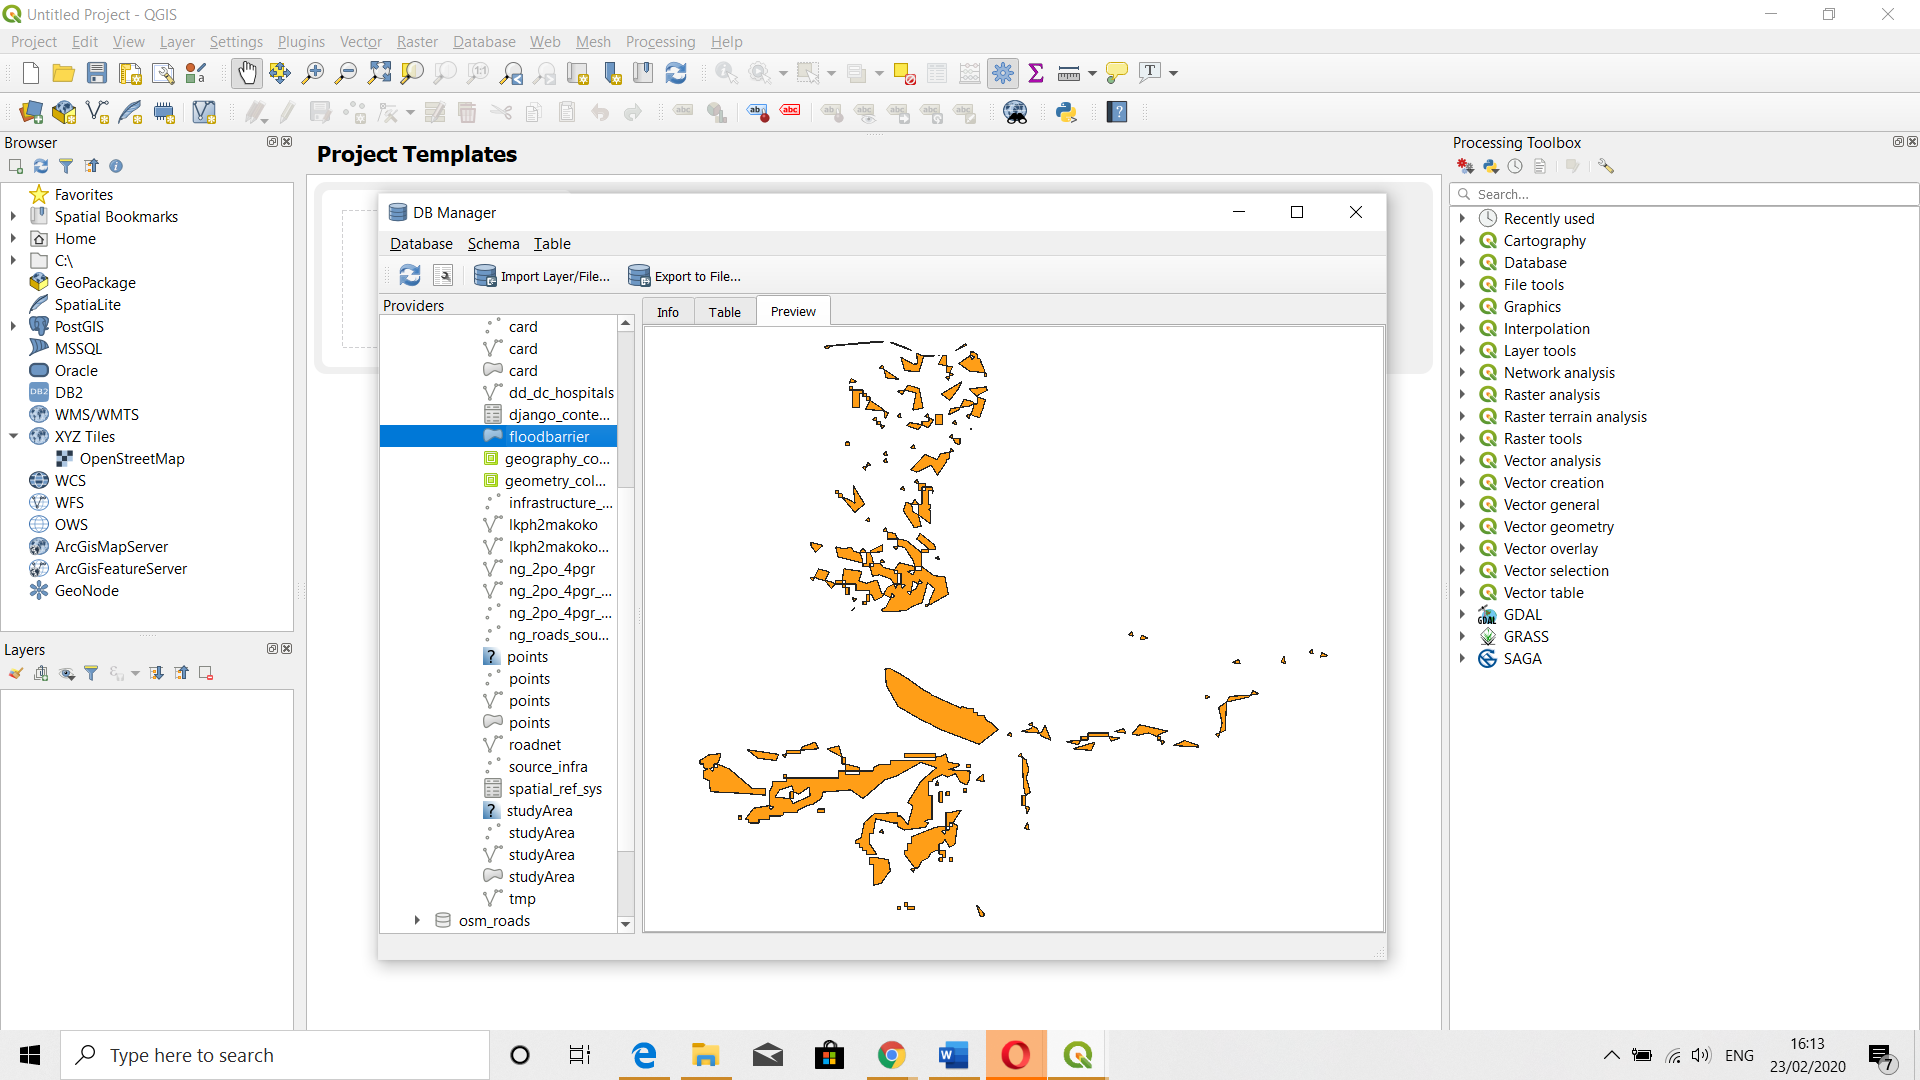 Untitled Project - QGIS
Project Edit View Layer Settings Plugins Vector Raster Database Web Mesh Processing Help
Browser
Favorites
Spatial Bookmarks
Home
C:\
GeoPackage
SpatiaLite
PostGIS
MSSQL
Oracle
DB2
WMS/WMTS
XYZ Tiles
OpenStreetMap
WCS
WFS
OWS
ArcGisMapServer
ArcGisFeatureServer
GeoNode
Layers
Project Templates
DB Manager
Database Schema Table
Import Layer/File... Export to File...
Providers
card
card
card
dd_dc_hospitals
django_conte...
floodbarrier
geography_co...
geometry_col...
infrastructure_...
lkph2makoko
lkph2makoko...
ng_2po_4pgr
ng_2po_4pgr_...
ng_2po_4pgr_...
ng_roads_sou...
points
points
points
points
roadnet
source_infra
spatial_ref_sys
studyArea
studyArea
studyArea
studyArea
tmp
osm_roads
Info Table Preview
Processing Toolbox
Search...
Recently used
Cartography
Database
File tools
Graphics
Interpolation
Layer tools
Network analysis
Raster analysis
Raster terrain analysis
Raster tools
Vector analysis
Vector creation
Vector general
Vector geometry
Vector overlay
Vector selection
Vector table
GDAL
GRASS
SAGA
Type here to search
ENG
16:13
23/02/2020
7